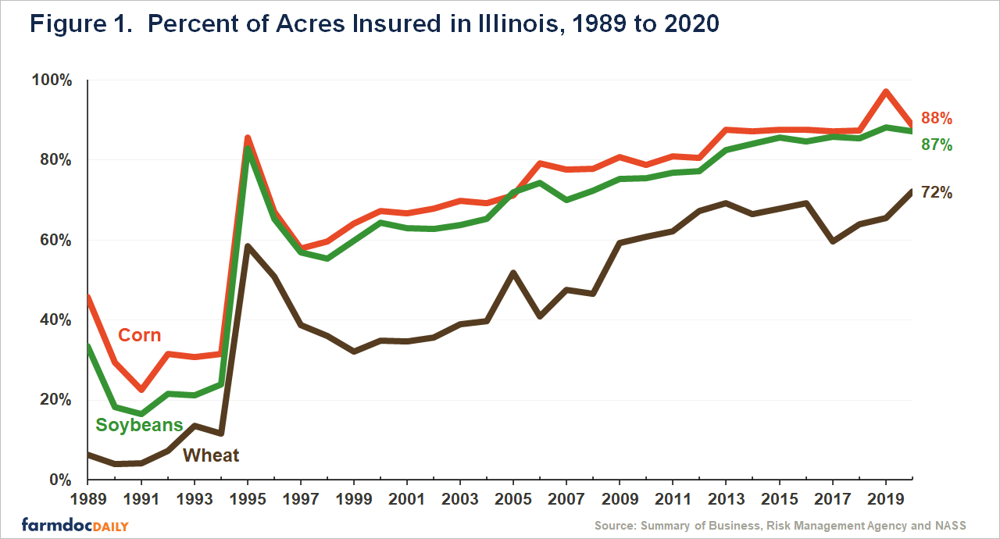 Figure 1.  Percent of Acres Insured in Illinois, 1989 to 2020
100%
80%
60%
40%
20%
0%
88%
87%
72%
Corn
Soybeans
Wheat
1989 1991 1993 1995 1997 1999 2001 2003 2005 2007 2009 2011 2013 2015 2017 2019
farmdocDAILY
Source: Summary of Business, Risk Management Agency and NASS